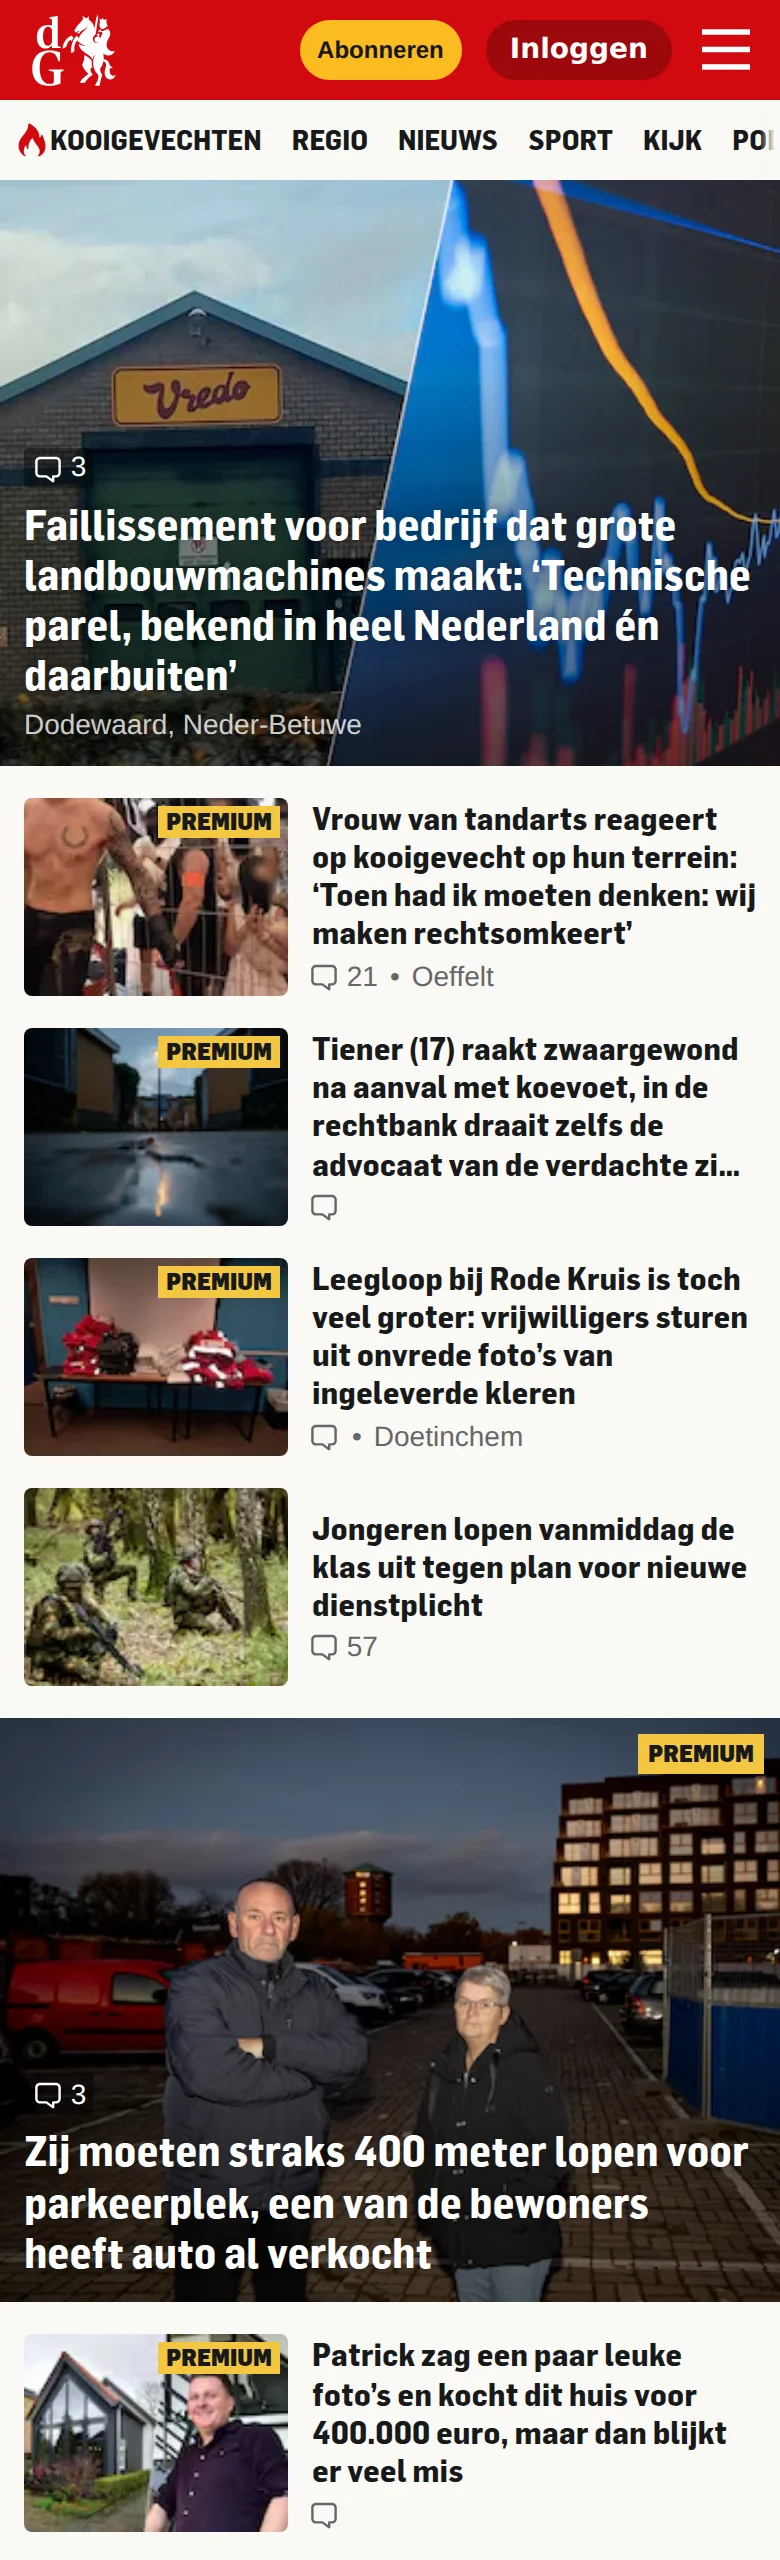 dG
Abonneren
Inloggen
KOOIGEVECHTEN REGIO NIEUWS SPORT KIJK
Vredo
3
Faillissement voor bedrijf dat grote
landbouwmachines maakt: ‘Technische
parel, bekend in heel Nederland én
daarbuiten’
Dodewaard, Neder-Betuwe
PREMIUM
Vrouw van tandarts reageert
op kooigevecht op hun terrein:
‘Toen had ik moeten denken: wij
maken rechtsomkeert’
21 • Oeffelt
PREMIUM
Tiener (17) raakt zwaargewond
na aanval met koevoet, in de
rechtbank draait zelfs de
advocaat van de verdachte zi...
PREMIUM
Leegloop bij Rode Kruis is toch
veel groter: vrijwilligers sturen
uit onvrede foto’s van
ingeleverde kleren
• Doetinchem
Jongeren lopen vanmiddag de
klas uit tegen plan voor nieuwe
dienstplicht
57
PREMIUM
3
Zij moeten straks 400 meter lopen voor
parkeerplek, een van de bewoners
heeft auto al verkocht
PREMIUM
Patrick zag een paar leuke
foto’s en kocht dit huis voor
400.000 euro, maar dan blijkt
er veel mis